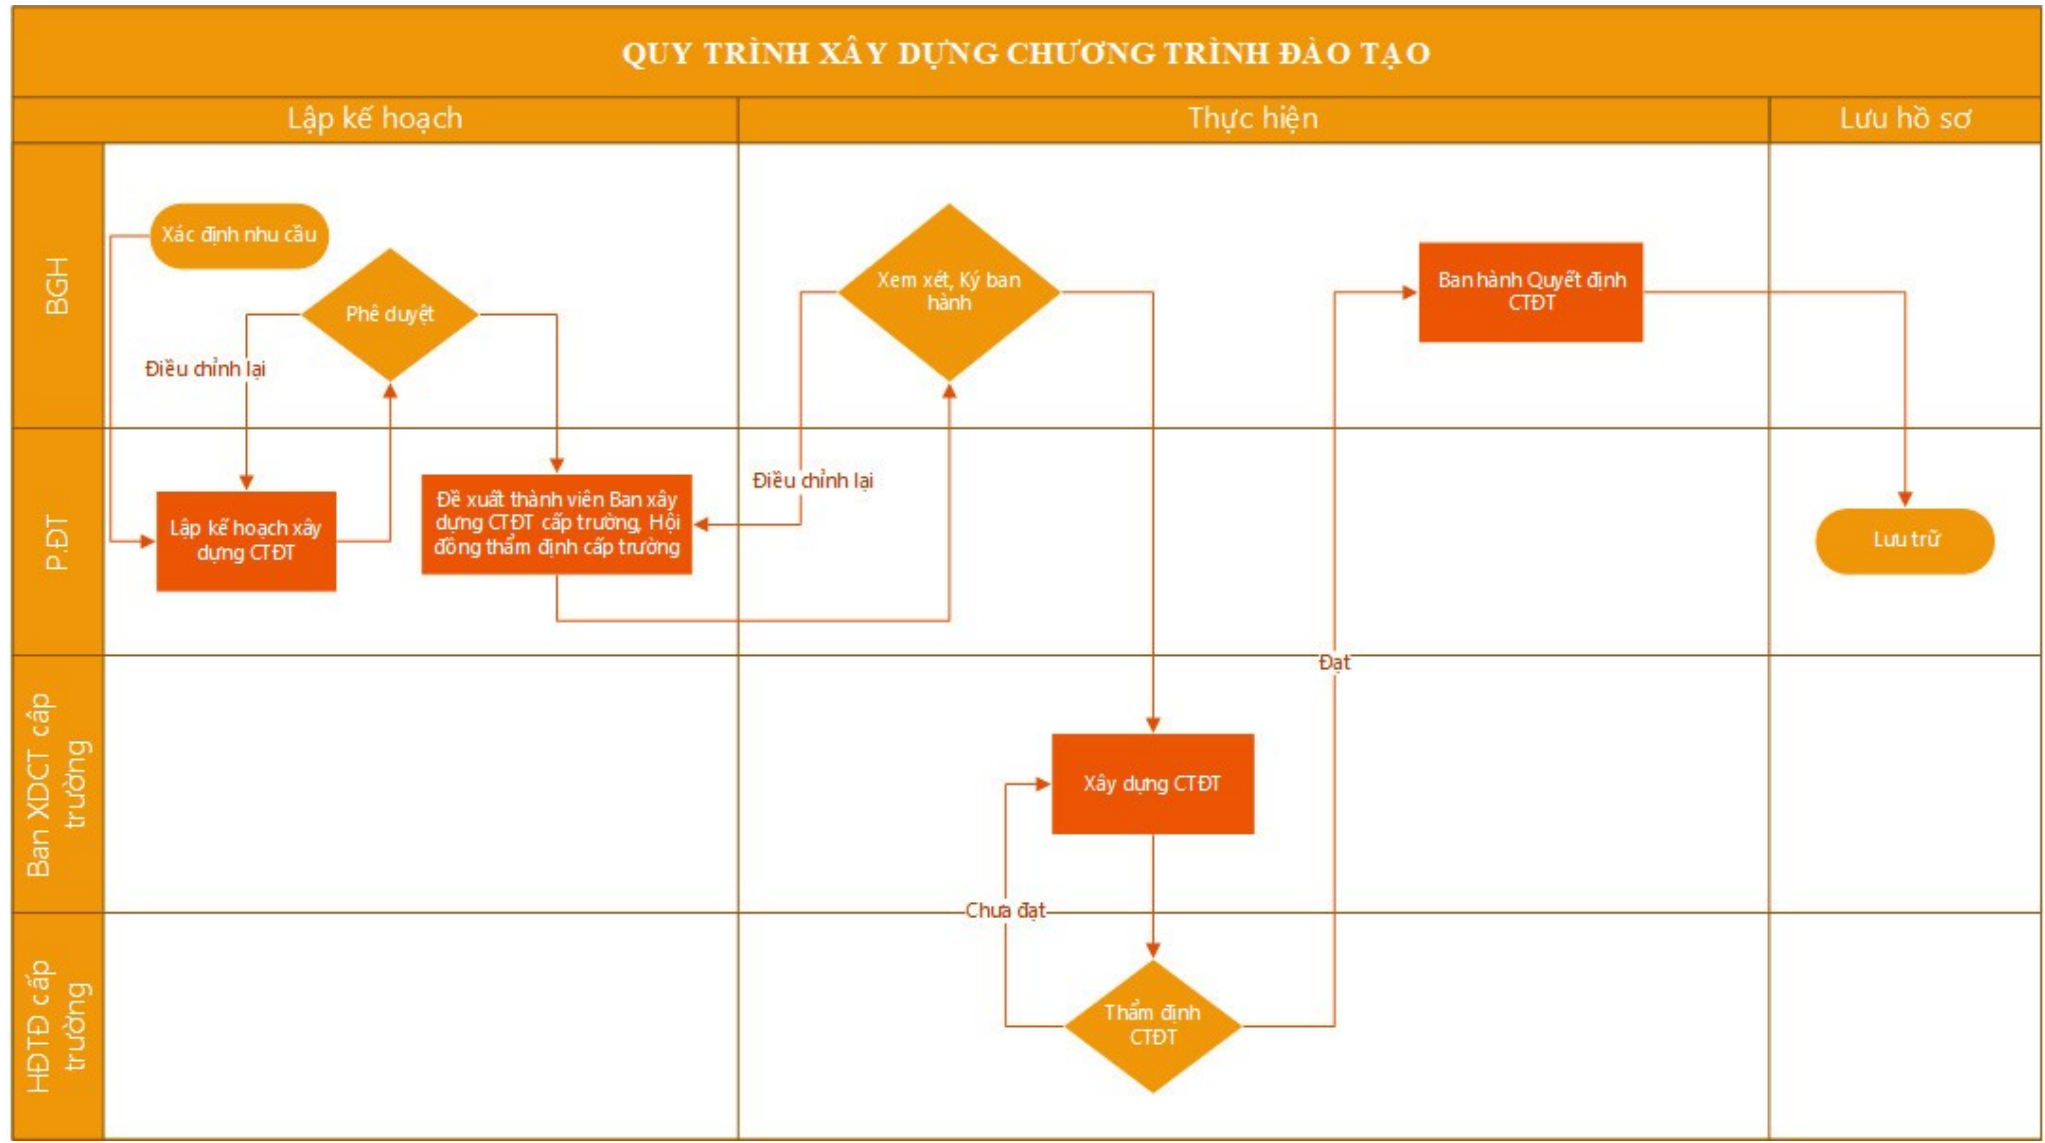 QUY TRÌNH XÂY DỰNG CHƯƠNG TRÌNH ĐÀO TẠO
Lập kế hoạch
Thực hiện
Lưu hồ sơ
BGH
Xác định nhu cầu
Phê duyệt
Điều chỉnh lại
Xem xét, Ký ban
hành
Ban hành Quyết định
CTĐT
P.ĐT
Lập kế hoạch xây
dựng CTĐT
Đề xuất thành viên Ban xây
dựng CTĐT cấp trường, Hội
đồng thẩm định cấp trường
Điều chỉnh lại
Lưu trữ
Đạt
Ban XDCT cấp
trường
Xây dựng CTĐT
Chưa đạt
HĐTĐ cấp
trường
Thẩm định
CTĐT